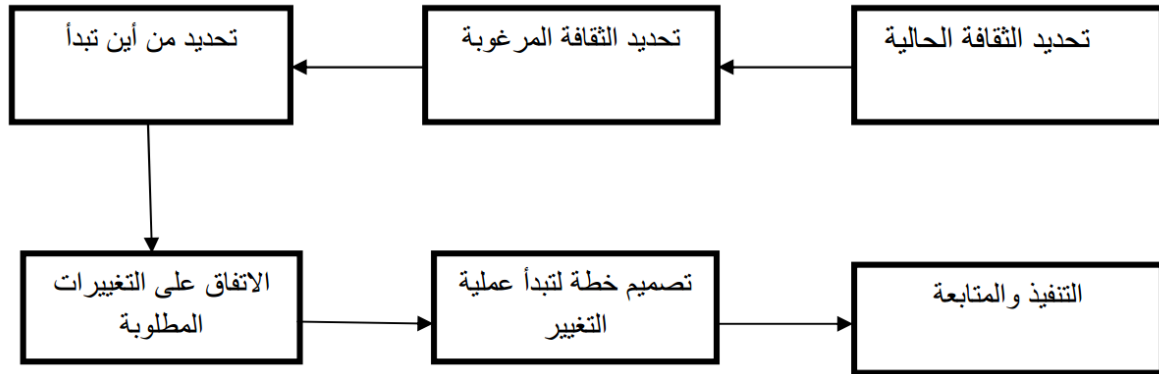 تحديد الثقافة الحالية
تحديد الثقافة المرغوبة
تحديد من أين تبدأ
الاتفاق على التغييرات
المطلوبة
تصميم خطة لتبدأ عملية
التغيير
التنفيذ والمتابعة